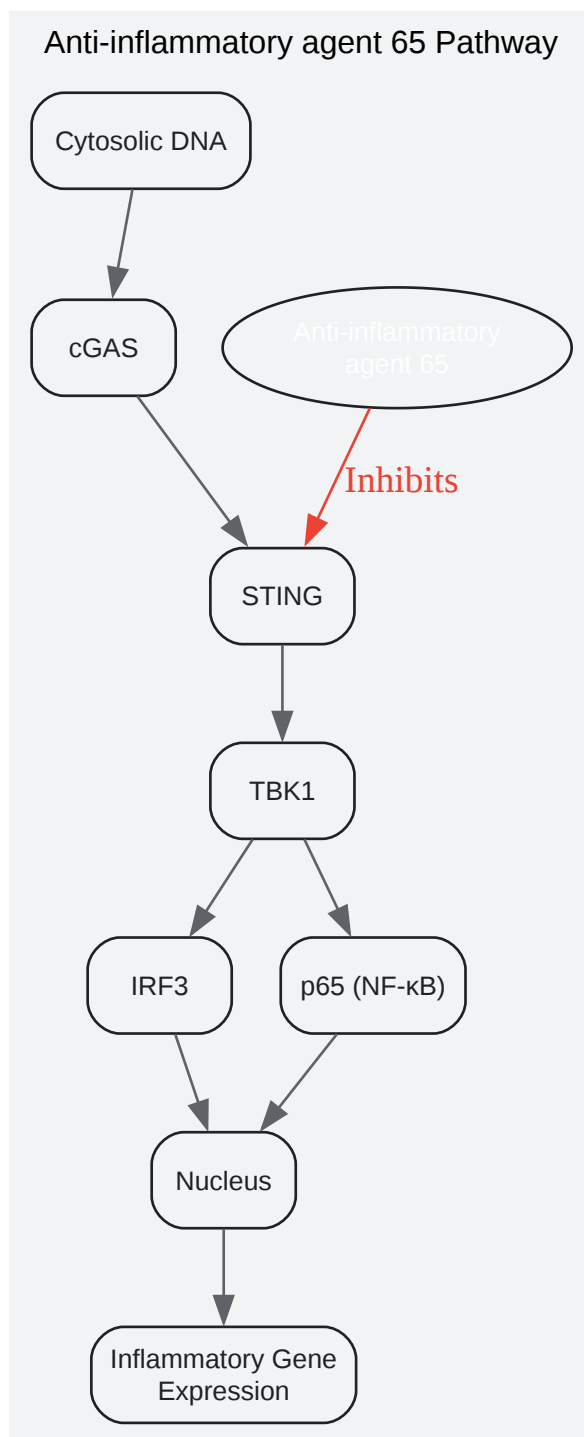 Anti-inflammatory agent 65 Pathway
Cytosolic DNA
cGAS
Anti-inflammatory
agent 65
Inhibits
STING
TBK1
IRF3
p65 (NF-κB)
Nucleus
Inflammatory Gene
Expression